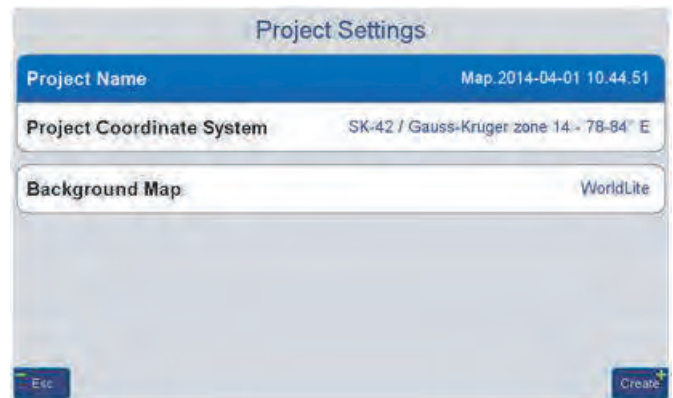 Project Settings
Project Name Map.2014-04-01 10.44.51
Project Coordinate System SK-42 / Gauss-Kruger zone 14 - 78-84° E
Background Map WorldLite
Esc Create